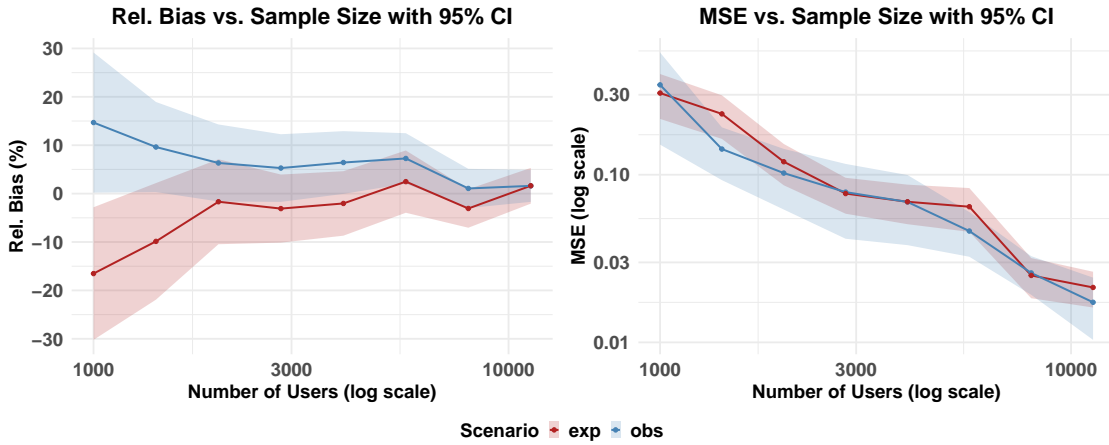 Rel. Bias vs. Sample Size with 95% CI
Rel. Bias (%)
30
20
10
0
−10
−20
−30
1000
3000
10000
Number of Users (log scale)
MSE vs. Sample Size with 95% CI
MSE (log scale)
0.30
0.10
0.03
0.01
1000
3000
10000
Number of Users (log scale)
Scenario exp obs